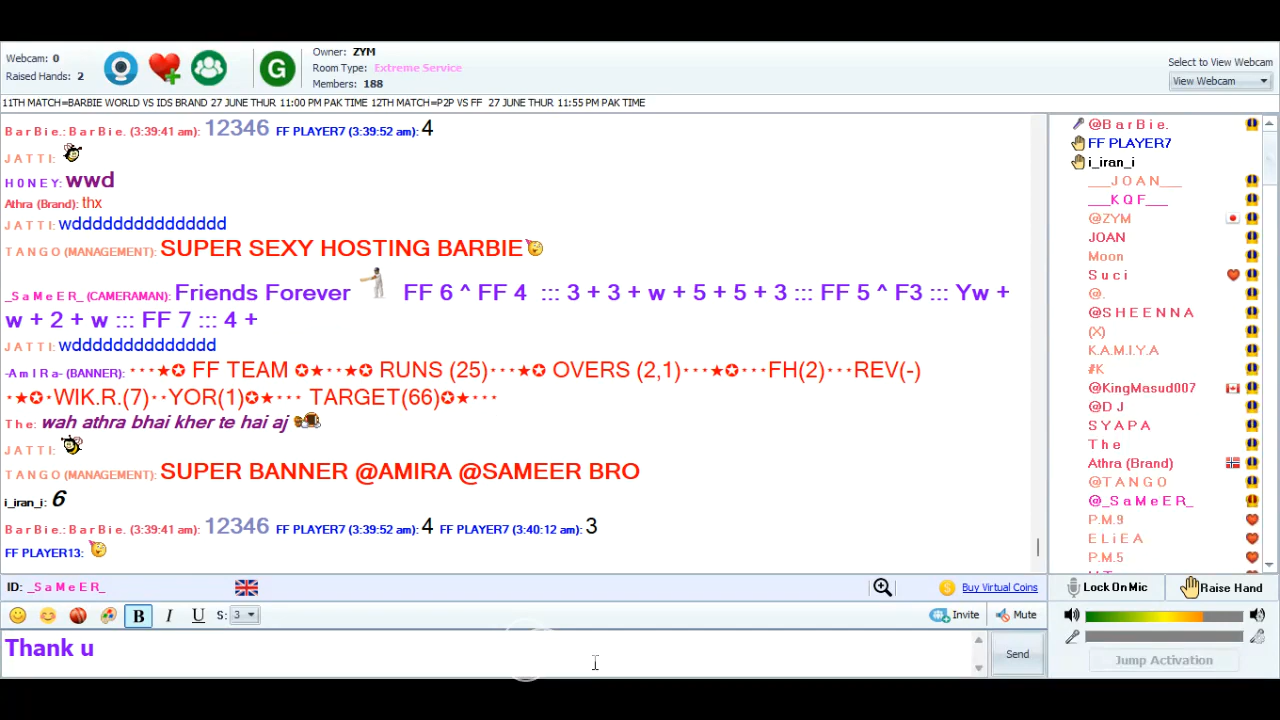 Webcam: 0
Raised Hands: 2
G
Owner: ZYM
Room Type: Extreme Service
Members: 188
Select to View Webcam
View Webcam
11TH MATCH=BARBIE WORLD VS IDS BRAND 27 JUNE THUR 11:00 PM PAK TIME 12TH MATCH=P2P VS FF 27 JUNE THUR 11:55 PM PAK TIME
B a r B i e .: B a r B i e . (3:39:41 am): 12346 FF PLAYER7 (3:39:52 am): 4
J A T T I :
H 0 N E Y : wwd
Athra (Brand): thx
J A T T I : wddddddddddddddd
T A N G O (MANAGEMENT): SUPER SEXY HOSTING BARBIE
_S a M e E R_ (CAMERAMAN): Friends Forever FF 6 ^ FF 4 ::: 3 + 3 + w + 5 + 5 + 3 ::: FF 5 ^ F3 ::: Yw +
w + 2 + w ::: FF 7 ::: 4 +
J A T T I : wdddddddddddddd
-A m I R a- (BANNER): ⋆⋆⋆★✪ FF TEAM ✪★⋆⋆★✪ RUNS (25)⋆⋆⋆★✪ OVERS (2,1)⋆⋆⋆★✪⋆⋆⋆FH(2)⋆⋆⋆REV(-)
⋆★✪⋆WIK.R.(7)⋆⋆YOR(1)✪★⋆⋆⋆ TARGET(66)✪★⋆⋆⋆
T h e : wah athra bhai kher te hai aj
J A T T I :
T A N G O (MANAGEMENT): SUPER BANNER @AMIRA @SAMEER BRO
i_iran_i: 6
B a r B i e .: B a r B i e . (3:39:41 am): 12346 FF PLAYER7 (3:39:52 am): 4 FF PLAYER7 (3:40:12 am): 3
FF PLAYER13:
@B a r B i e .
FF PLAYER7
i_iran_i
___J O A N___
___K Q F___
@ZYM
JOAN
Moon
S u c i
@.
@S H E E N N A
(X)
K.A.M.I.Y.A
#K
@KingMasud007
@D J
S Y A P A
T h e
Athra (Brand)
@T A N G O
@_S a M e E R_
P.M.9
E L i E A
P.M.5
ID: _S a M e E R_
Buy Virtual Coins
Lock On Mic
Raise Hand
B I U S: 3
Invite
Mute
Thank u
Send
Jump Activation